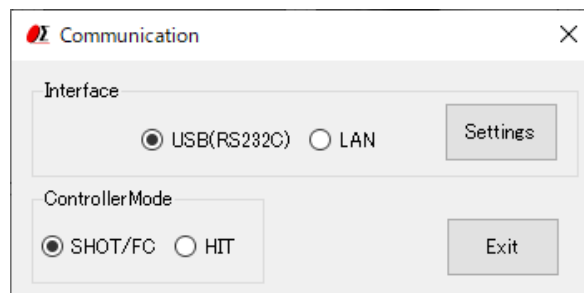 Communication
Interface
USB(RS232C) LAN
Settings
ControllerMode
SHOT/FC HIT
Exit